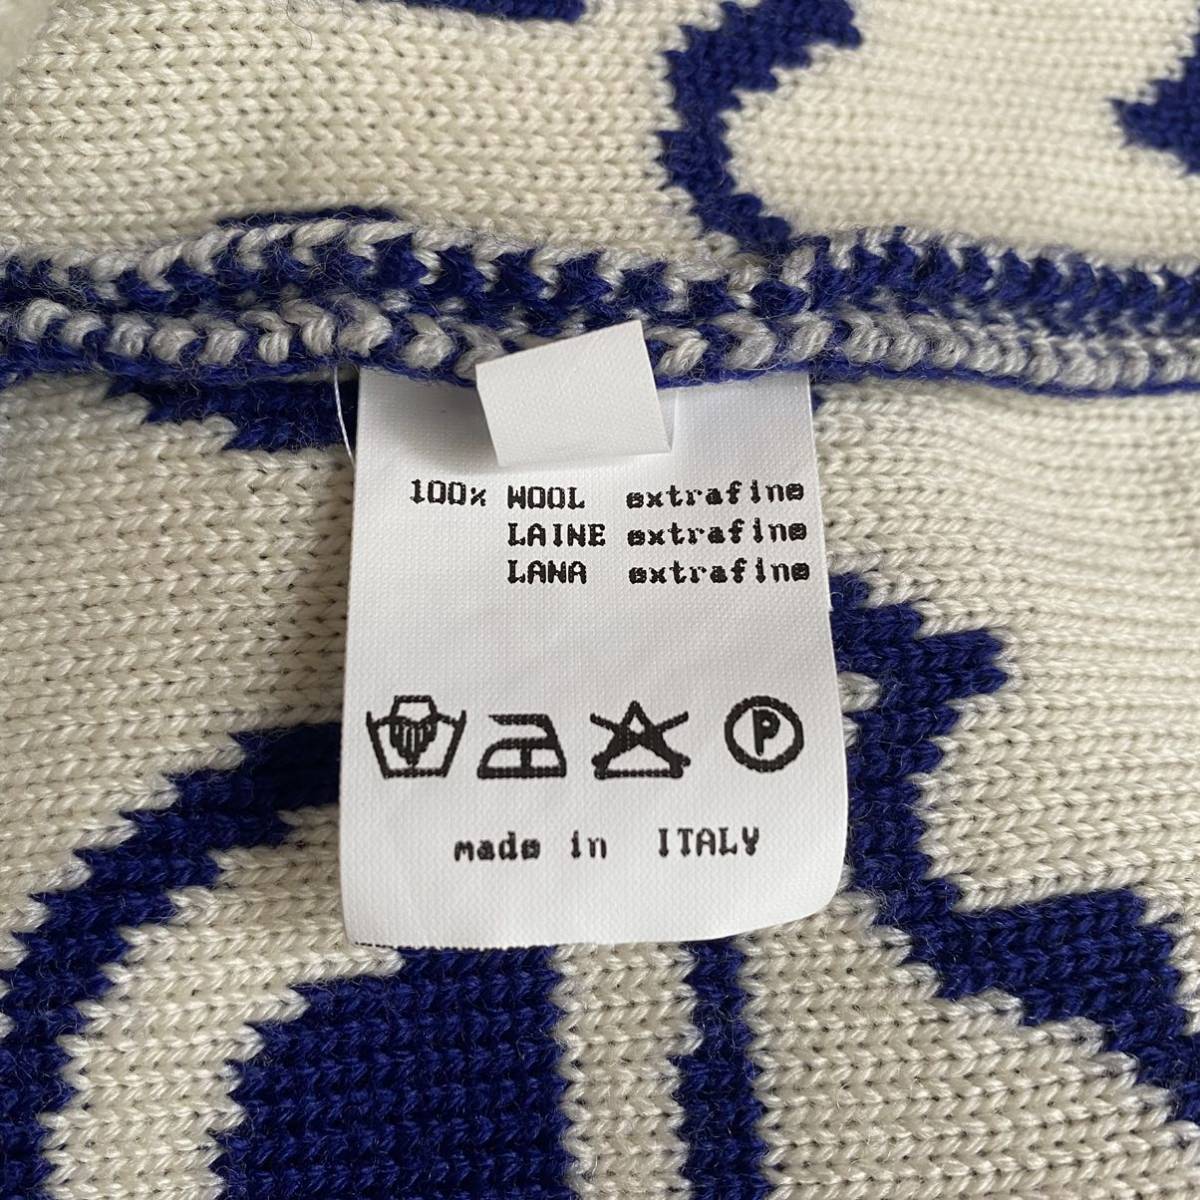 100% WOOL extrafine
LAINE extrafine
LANA extrafine
P
made in ITALY